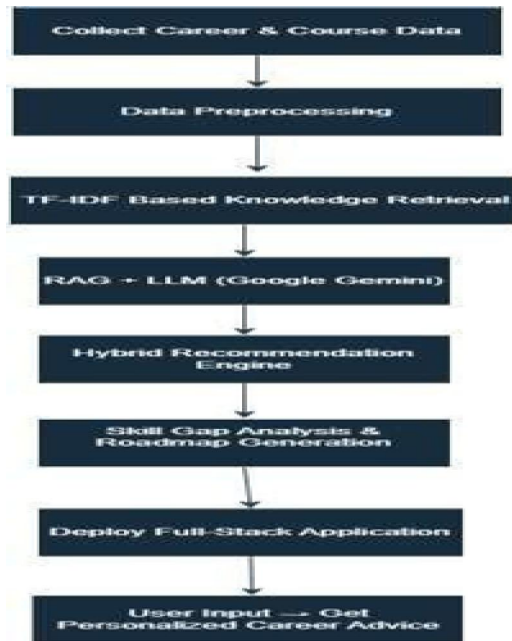 Collect Career & Course Data
Data Preprocessing
TF-IDF Based Knowledge Retrieval
RAG + LLM (Google Gemini)
Hybrid Recommendation
Engine
Skill Gap Analysis &
Roadmap Generation
Deploy Full-Stack Application
User Input → Get
Personalized Career Advice